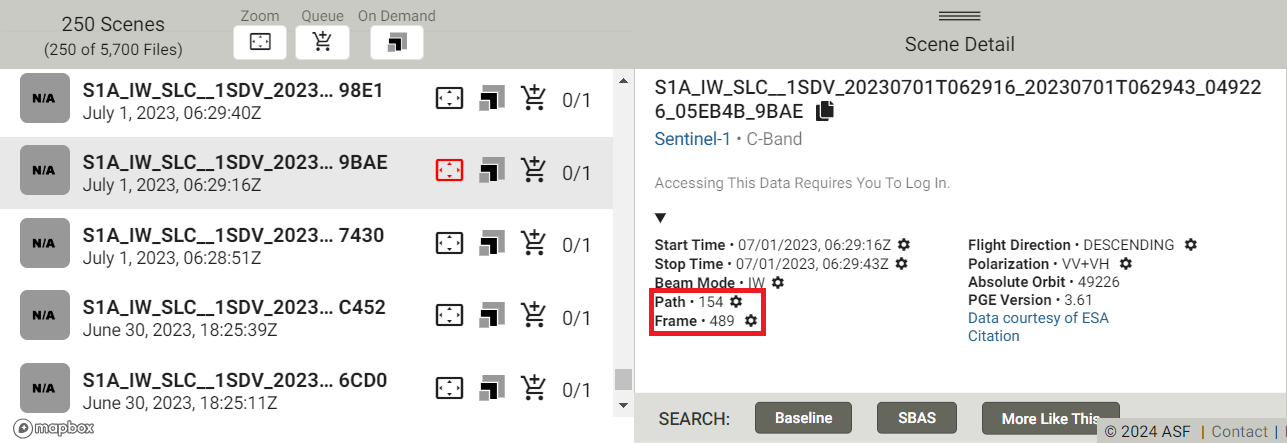 250 Scenes
(250 of 5,700 Files)
Zoom
Queue
On Demand
N/A
S1A_IW_SLC__1SDV_2023... 98E1
July 1, 2023, 06:29:40Z
0/1
N/A
S1A_IW_SLC__1SDV_2023... 9BAE
July 1, 2023, 06:29:16Z
0/1
N/A
S1A_IW_SLC__1SDV_2023... 7430
July 1, 2023, 06:28:51Z
0/1
N/A
S1A_IW_SLC__1SDV_2023... C452
June 30, 2023, 18:25:39Z
0/1
N/A
S1A_IW_SLC__1SDV_2023... 6CD0
June 30, 2023, 18:25:11Z
0/1
mapbox
Scene Detail
S1A_IW_SLC__1SDV_20230701T062916_20230701T062943_04922
6_05EB4B_9BAE
Sentinel-1 • C-Band
Accessing This Data Requires You To Log In.
Start Time • 07/01/2023, 06:29:16Z
Stop Time • 07/01/2023, 06:29:43Z
Beam Mode • IW
Path • 154
Frame • 489
Flight Direction • DESCENDING
Polarization • VV+VH
Absolute Orbit • 49226
PGE Version • 3.61
Data courtesy of ESA
Citation
SEARCH:
Baseline
SBAS
More Like This
© 2024 ASF | Contact |